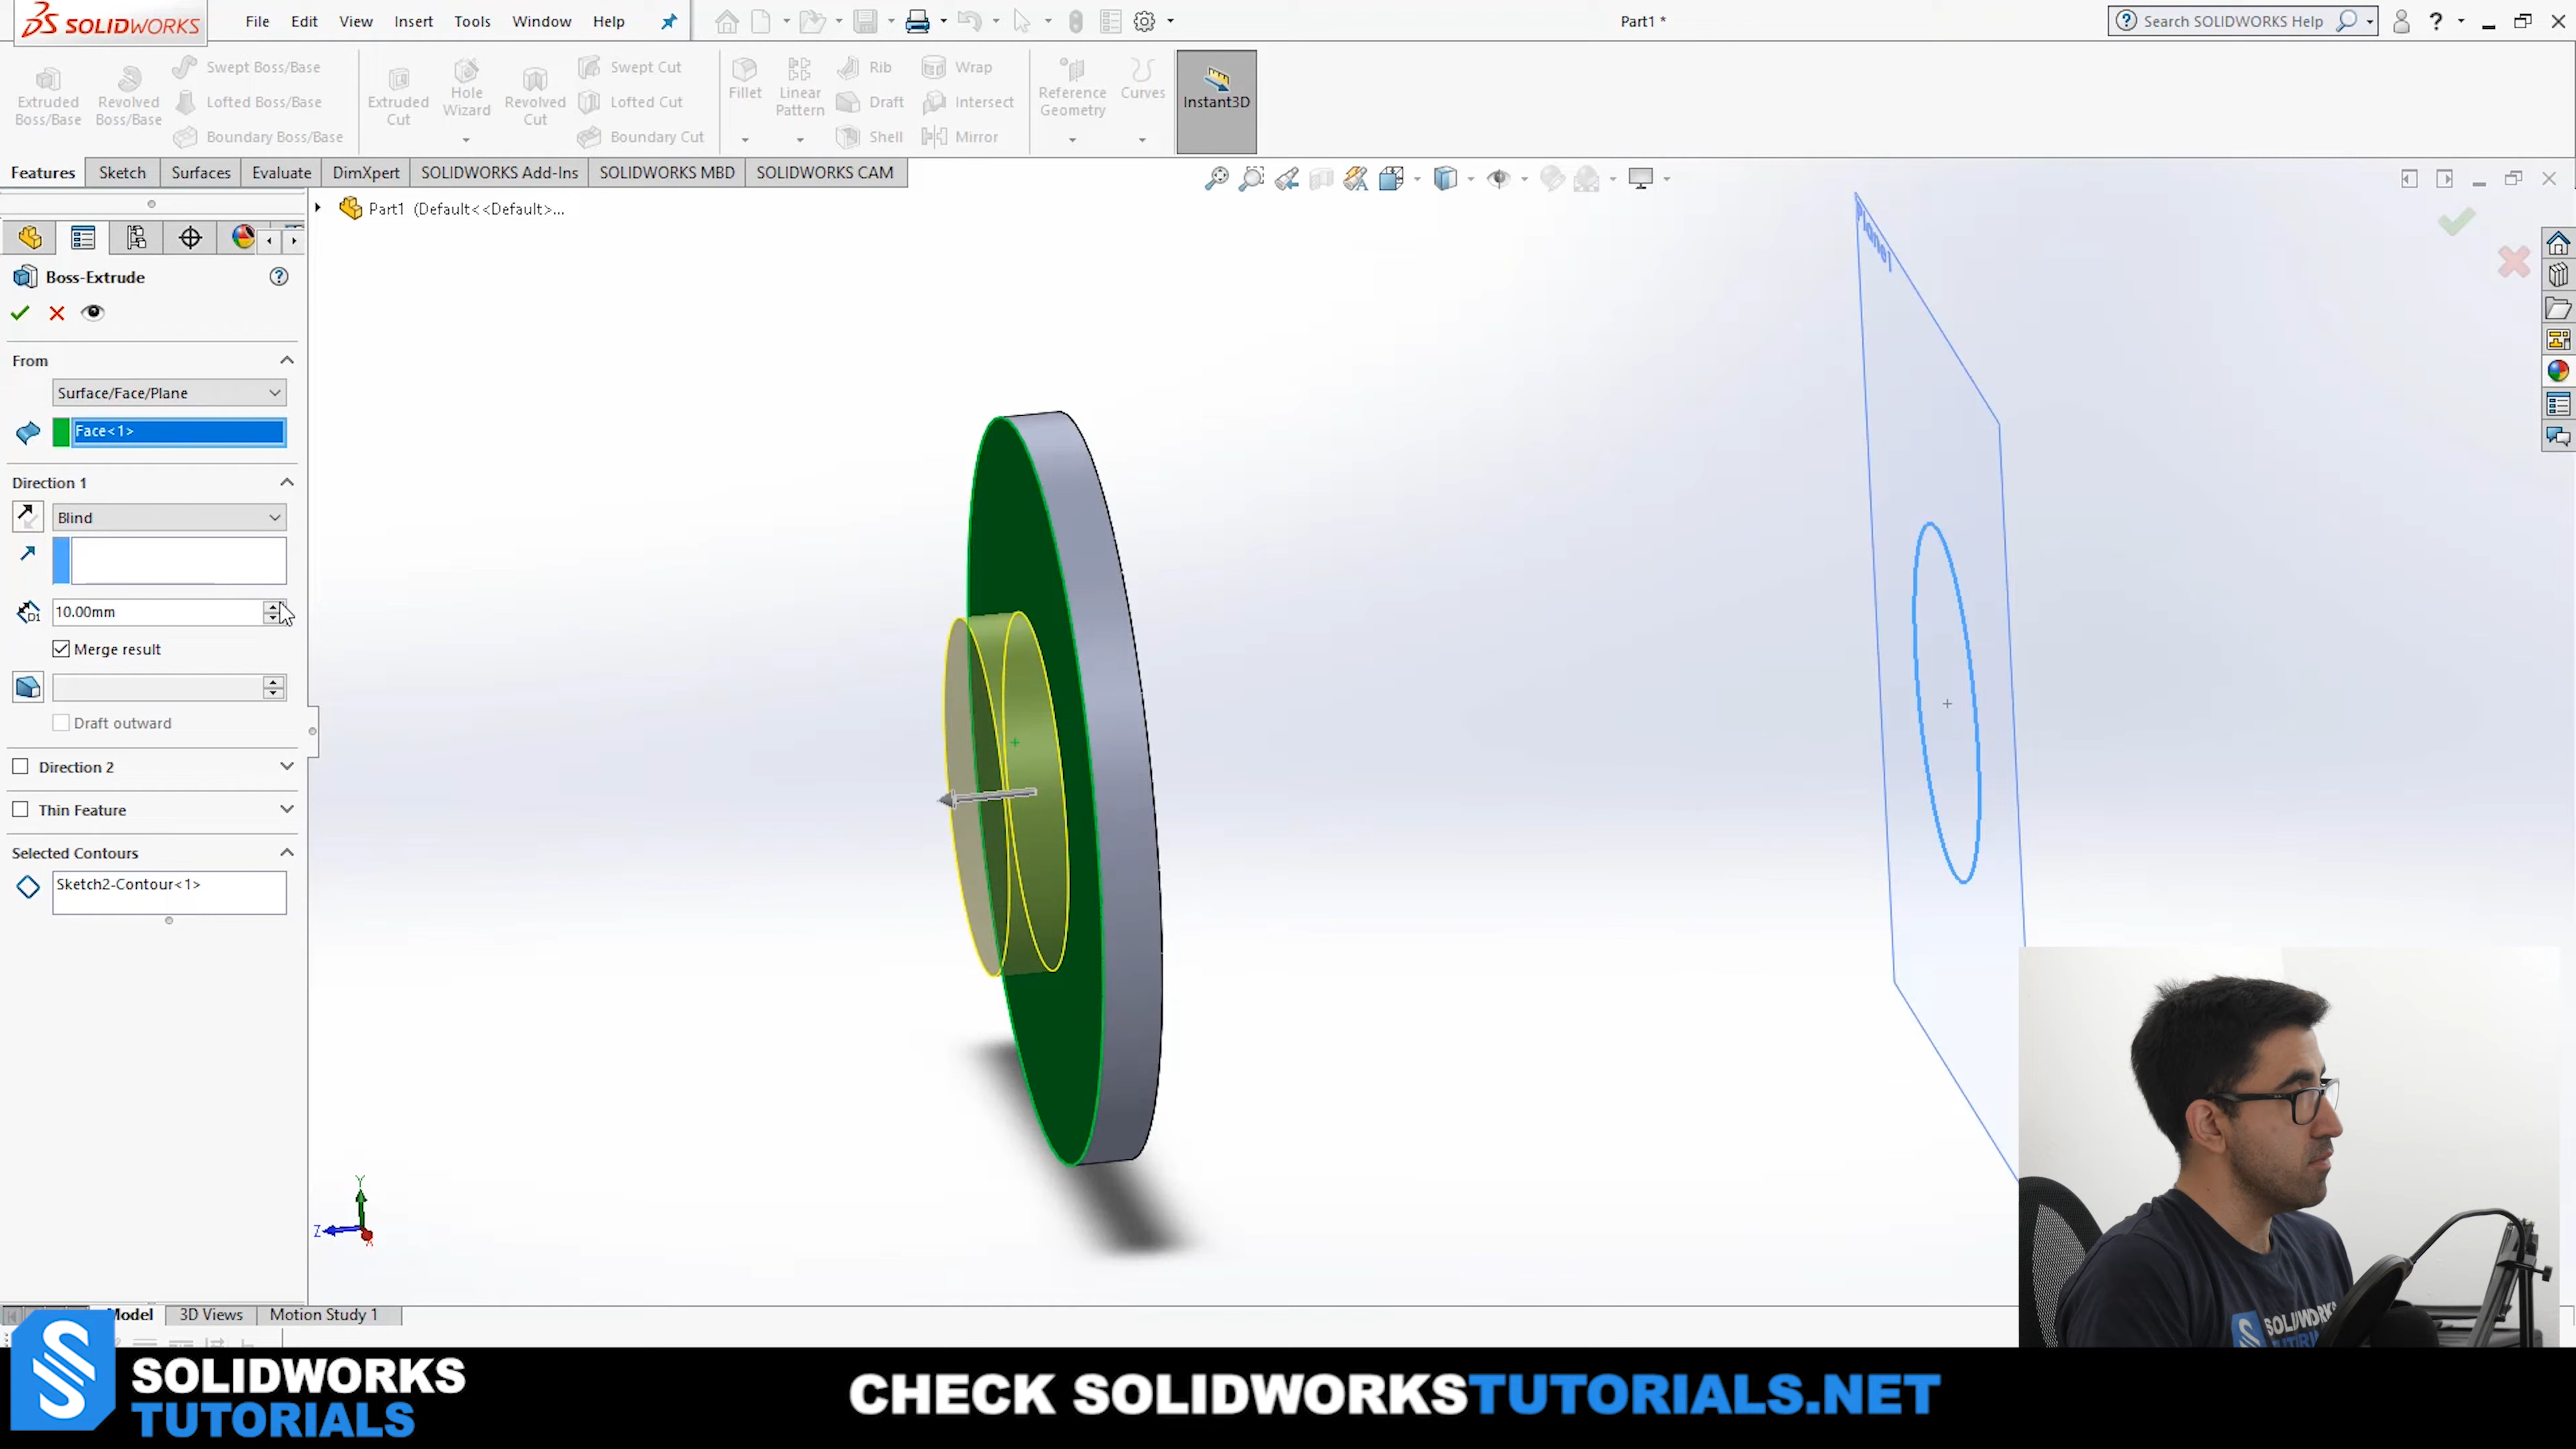 SOLIDWORKS
File Edit View Insert Tools Window Help
Part1 *
Search SOLIDWORKS Help
Extruded Boss/Base
Revolved Boss/Base
Swept Boss/Base
Lofted Boss/Base
Boundary Boss/Base
Extruded Cut
Hole Wizard
Revolved Cut
Swept Cut
Lofted Cut
Boundary Cut
Fillet
Linear Pattern
Rib
Draft
Shell
Wrap
Intersect
Mirror
Reference Geometry
Curves
Instant3D
Features Sketch Surfaces Evaluate DimXpert SOLIDWORKS Add-Ins SOLIDWORKS MBD SOLIDWORKS CAM
Part1 (Default<<Default>...
Plane1
Boss-Extrude
From
Surface/Face/Plane
Face<1>
Direction 1
Blind
D1
10.00mm
Merge result
Draft outward
Direction 2
Thin Feature
Selected Contours
Sketch2-Contour<1>
Y
Z
X
Model 3D Views Motion Study 1
SOLIDWORKS
TUTORIALS
CHECK SOLIDWORKSTUTORIALS.NET